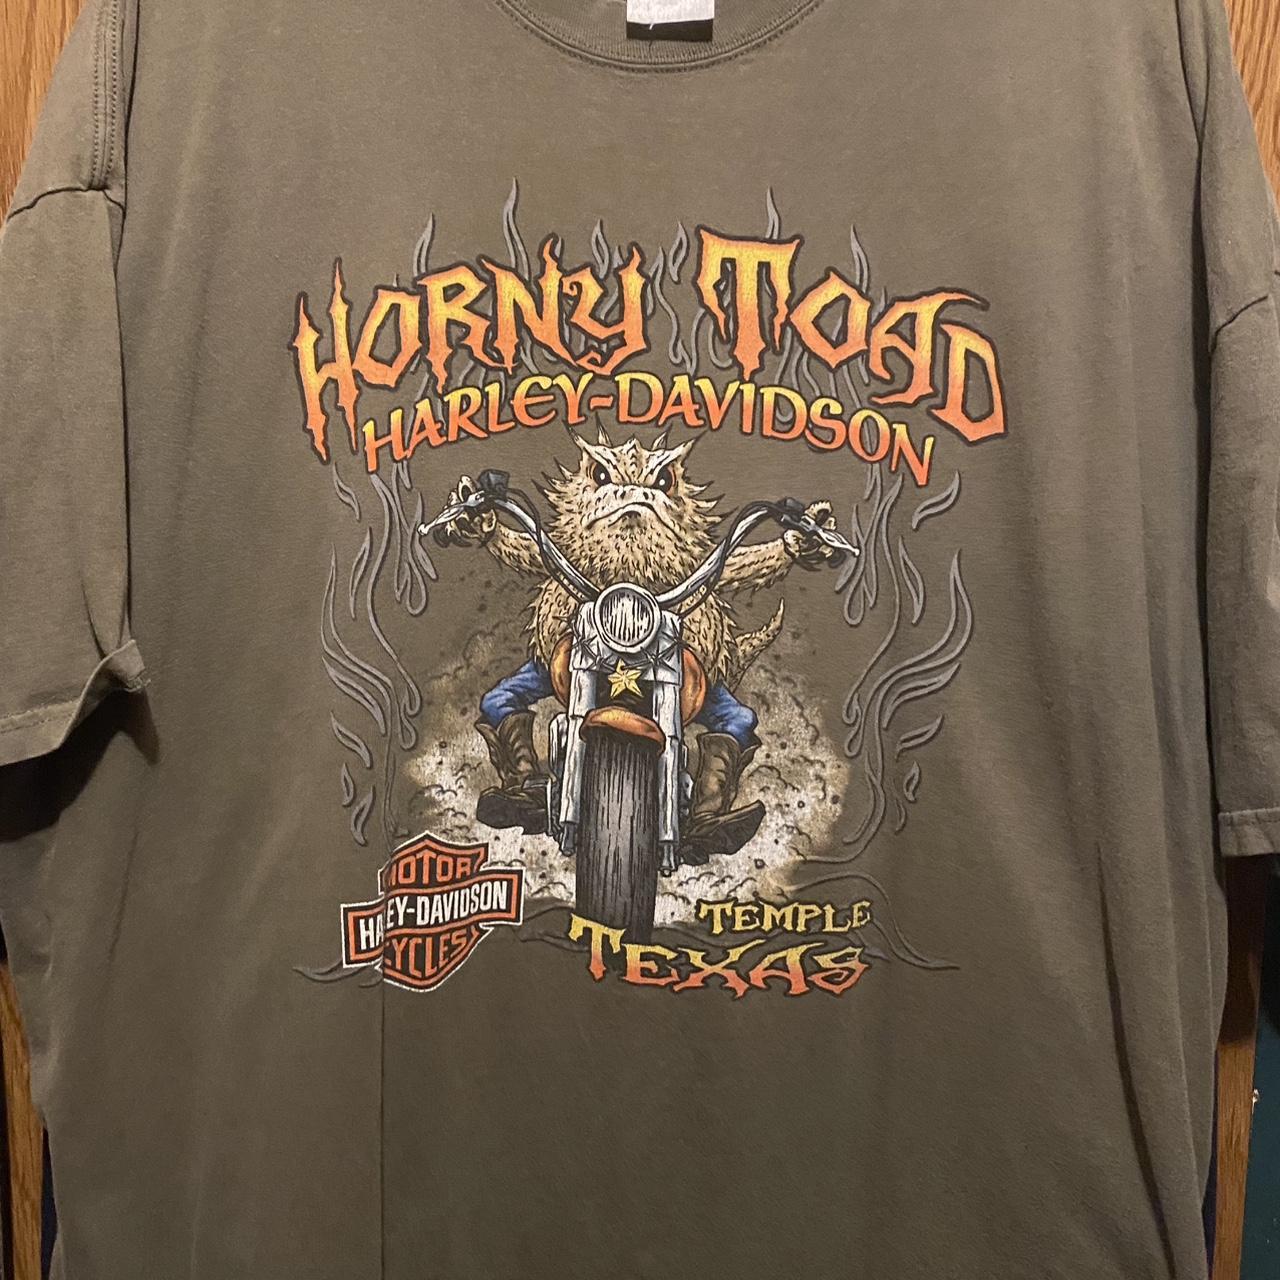 HORNY TOAD
HARLEY-DAVIDSON
MOTOR
HARLEY-DAVIDSON
CYCLES
TEMPLE
TEXAS